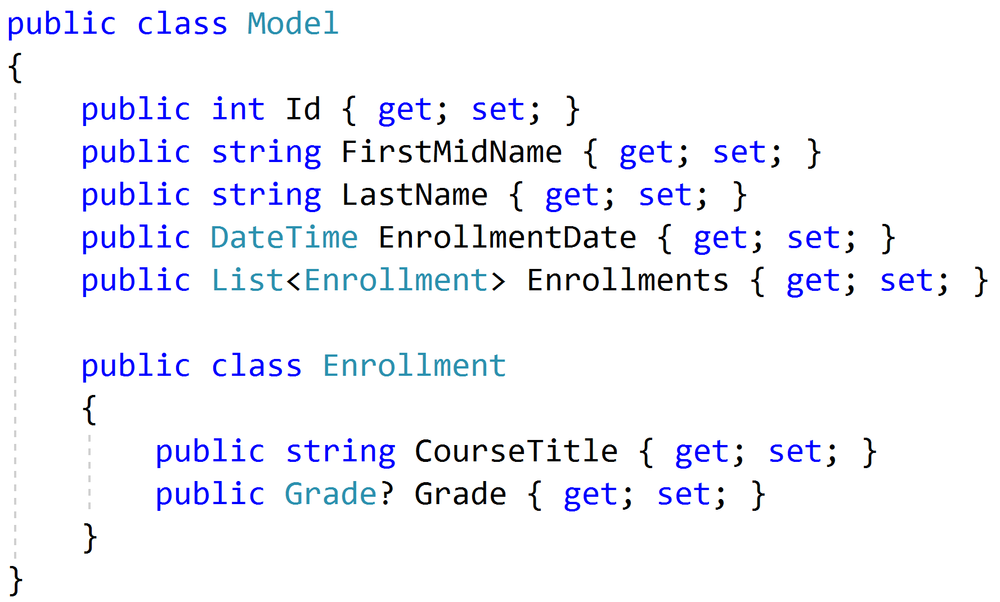 public class Model
{
    public int Id { get; set; }
    public string FirstMidName { get; set; }
    public string LastName { get; set; }
    public DateTime EnrollmentDate { get; set; }
    public List<Enrollment> Enrollments { get; set; }

    public class Enrollment
    {
        public string CourseTitle { get; set; }
        public Grade? Grade { get; set; }
    }
}